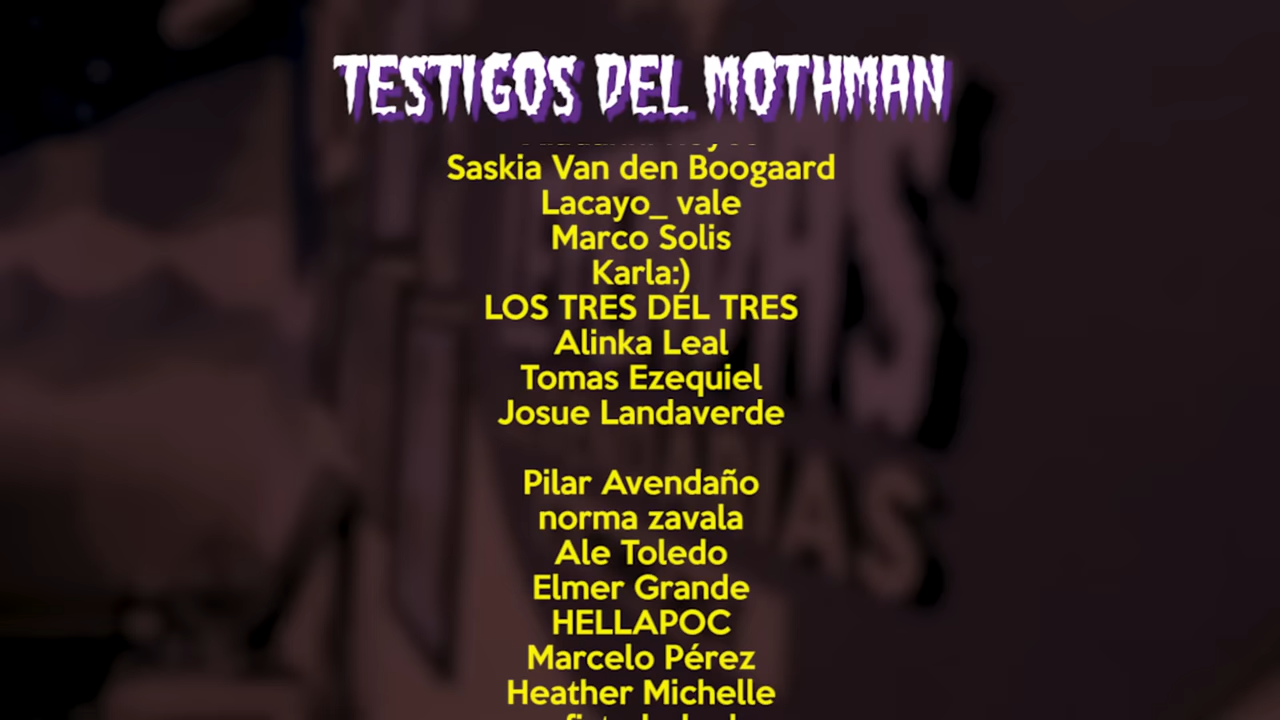 TESTIGOS DEL MOTHMAN
Saskia Van den Boogaard
Lacayo_ vale
Marco Solis
Karla:)
LOS TRES DEL TRES
Alinka Leal
Tomas Ezequiel
Josue Landaverde
Pilar Avendaño
norma zavala
Ale Toledo
Elmer Grande
HELLAPOC
Marcelo Pérez
Heather Michelle